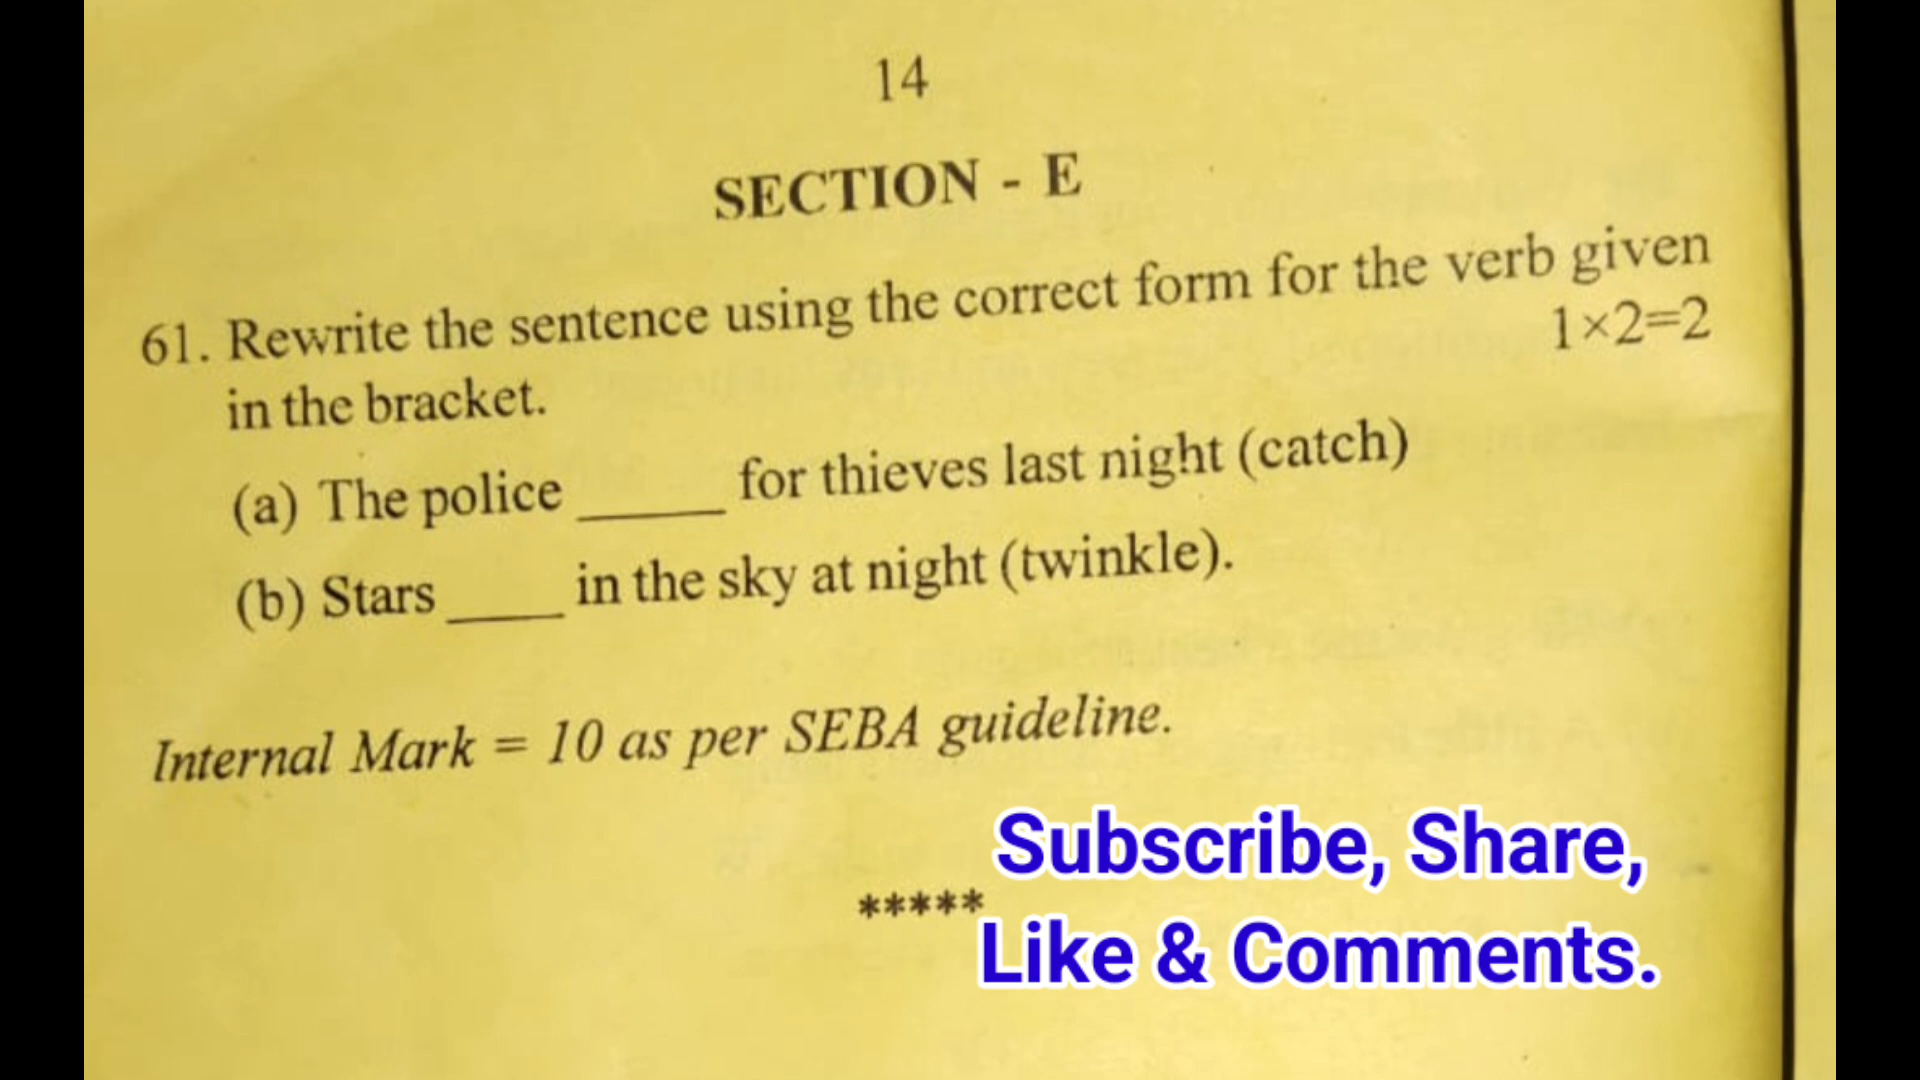 14
SECTION - E
61. Rewrite the sentence using the correct form for the verb given
in the bracket.
1×2=2
(a) The police _____ for thieves last night (catch)
(b) Stars ____ in the sky at night (twinkle).
Internal Mark = 10 as per SEBA guideline.
*****
Subscribe, Share,
Like & Comments.